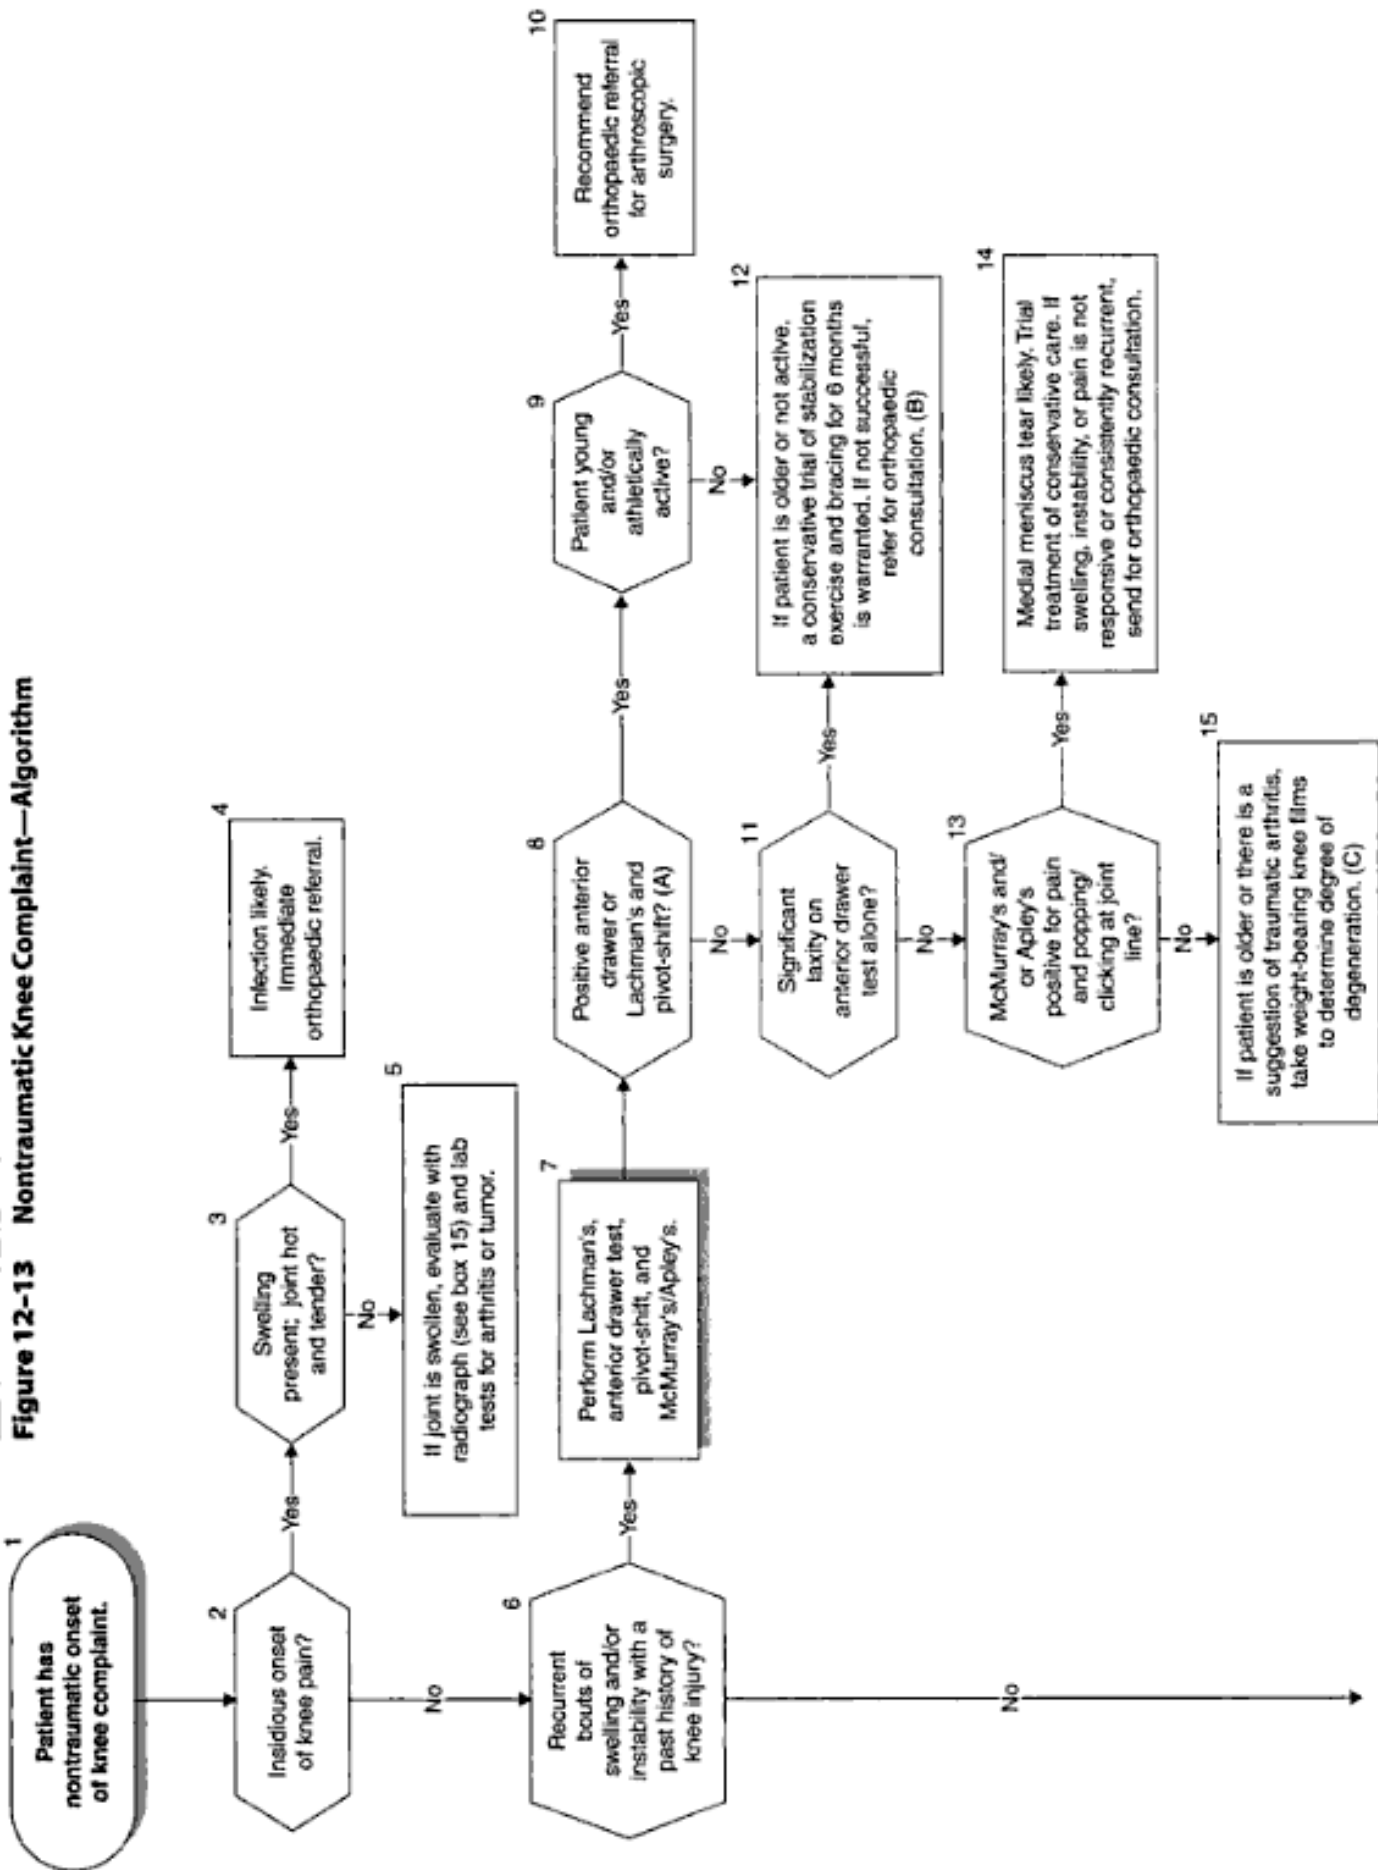 Figure 12–13 Nontraumatic Knee Complaint—Algorithm
1
Patient has
nontraumatic onset
of knee complaint.
2
Insidious onset
of knee pain?
Yes
No
3
Swelling
present; joint hot
and tender?
Yes
No
4
Infection likely.
Immediate
orthopaedic referral.
5
If joint is swollen, evaluate with
radiograph (see box 15) and lab
tests for arthritis or tumor.
6
Recurrent
bouts of
swelling and/or
instability with a
past history of
knee injury?
Yes
No
7
Perform Lachman's,
anterior drawer test,
pivot-shift, and
McMurray's/Apley's.
8
Positive anterior
drawer or
Lachman's and
pivot-shift? (A)
Yes
No
9
Patient young
and/or
athletically
active?
Yes
No
10
Recommend
orthopaedic referral
for arthroscopic
surgery.
11
Significant
laxity on
anterior drawer
test alone?
Yes
No
12
If patient is older or not active,
a conservative trial of stabilization
exercise and bracing for 6 months
is warranted. If not successful,
refer for orthopaedic
consultation. (B)
13
McMurray's and/
or Apley's
positive for pain
and popping/
clicking at joint
line?
Yes
No
14
Medial meniscus tear likely. Trial
treatment of conservative care. If
swelling, instability, or pain is not
responsive or consistently recurrent,
send for orthopaedic consultation.
15
If patient is older or there is a
suggestion of traumatic arthritis,
take weight-bearing knee films
to determine degree of
degeneration. (C)